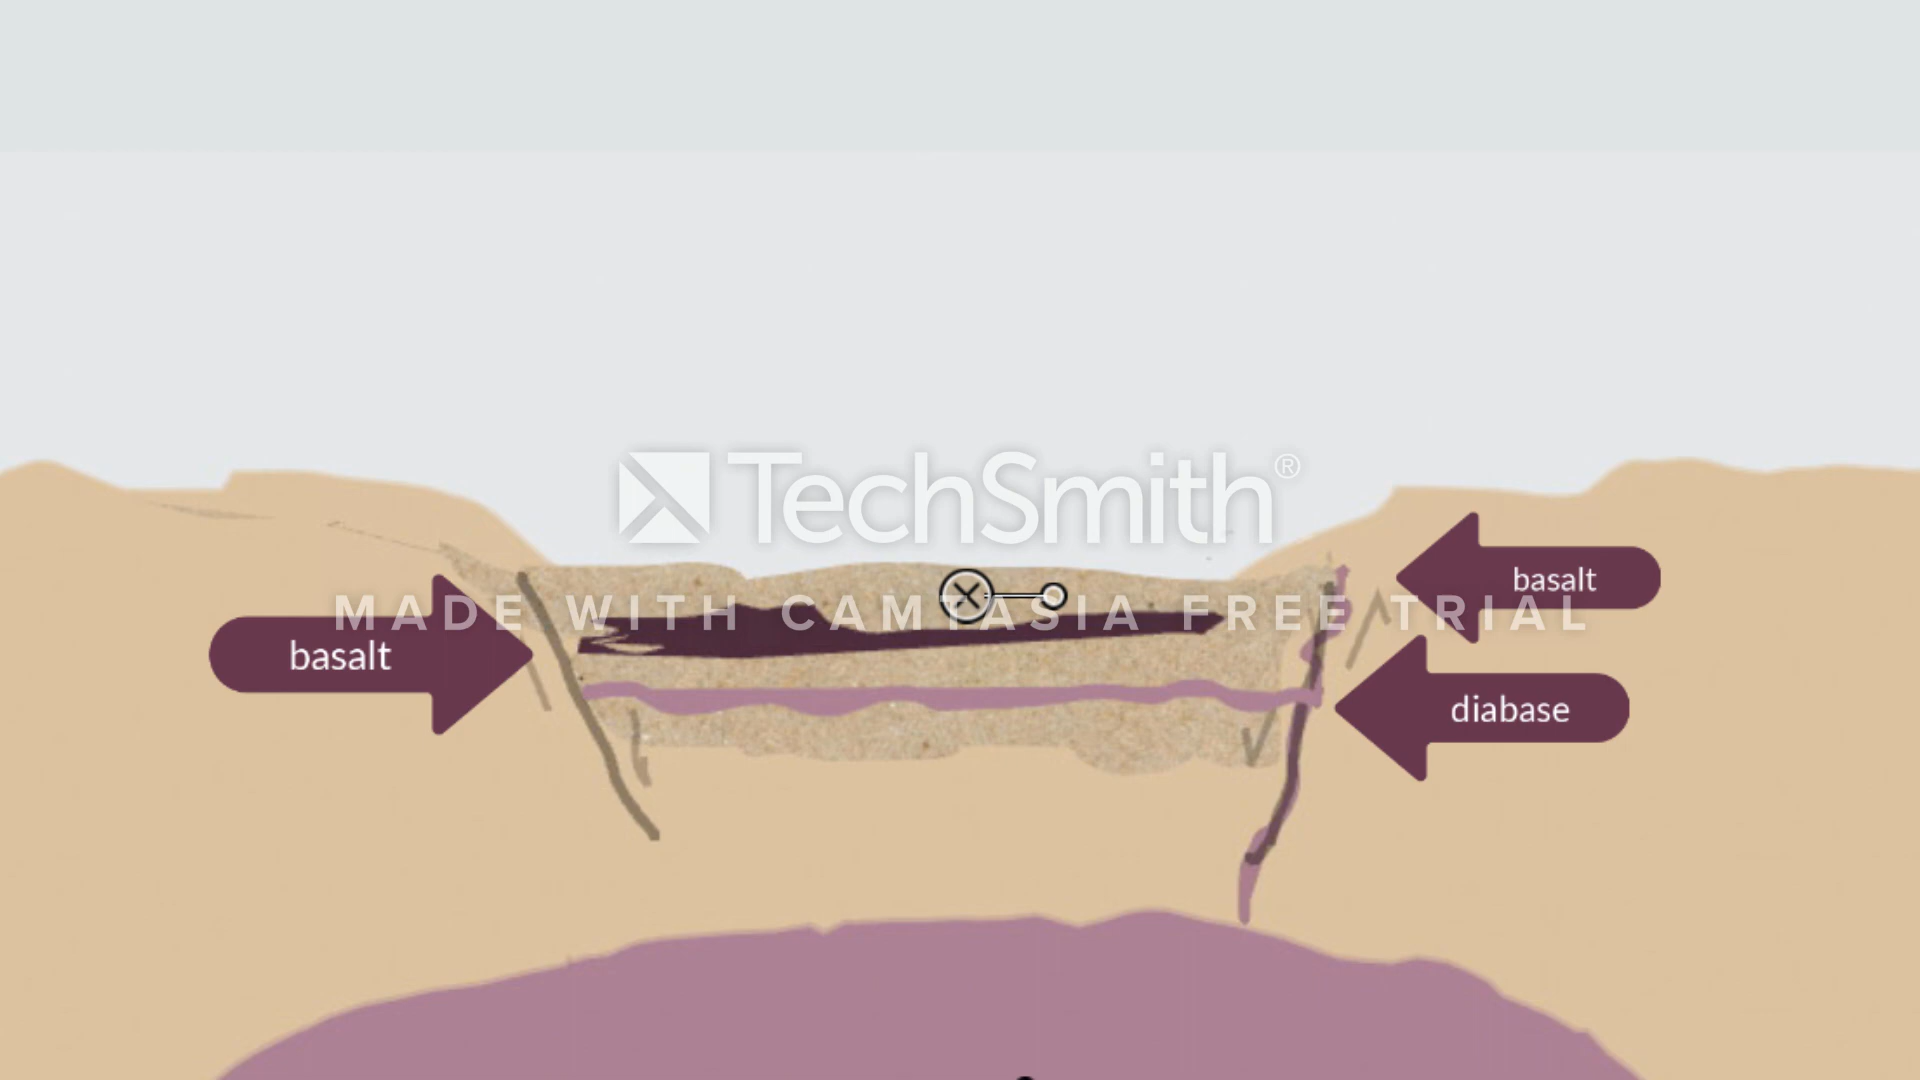 TechSmith®
MADE WITH CAMTASIA FREE TRIAL
basalt
basalt
diabase